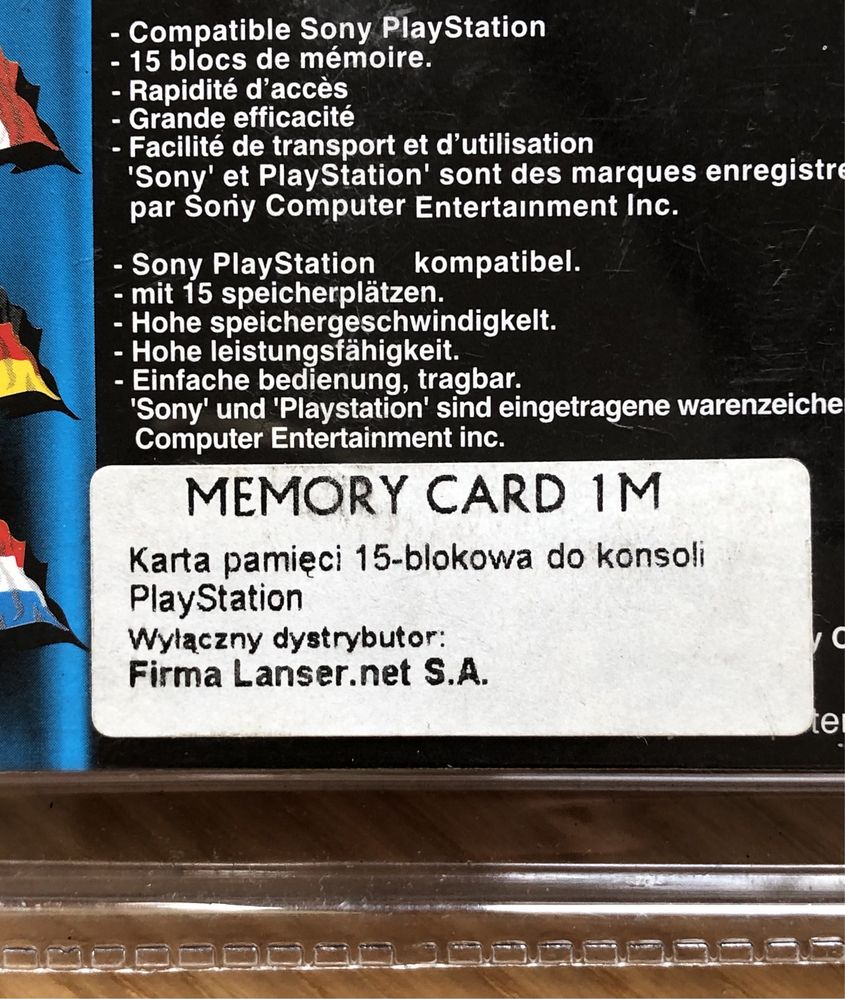 - Compatible Sony PlayStation
- 15 blocs de mémoire.
- Rapidité d'accès
- Grande efficacité
- Facilité de transport et d'utilisation
'Sony' et PlayStation' sont des marques enregistre
par Sony Computer Entertainment Inc.
- Sony PlayStation kompatibel.
- mit 15 speicherplätzen.
- Hohe speichergeschwindigkelt.
- Hohe leistungsfähigkeit.
- Einfache bedienung, tragbar.
'Sony' und 'Playstation' sind eingetragene warenzeiche
Computer Entertainment inc.
MEMORY CARD 1M
Karta pamięci 15-blokowa do konsoli
PlayStation
Wyłączny dystrybutor:
Firma Lanser.net S.A.